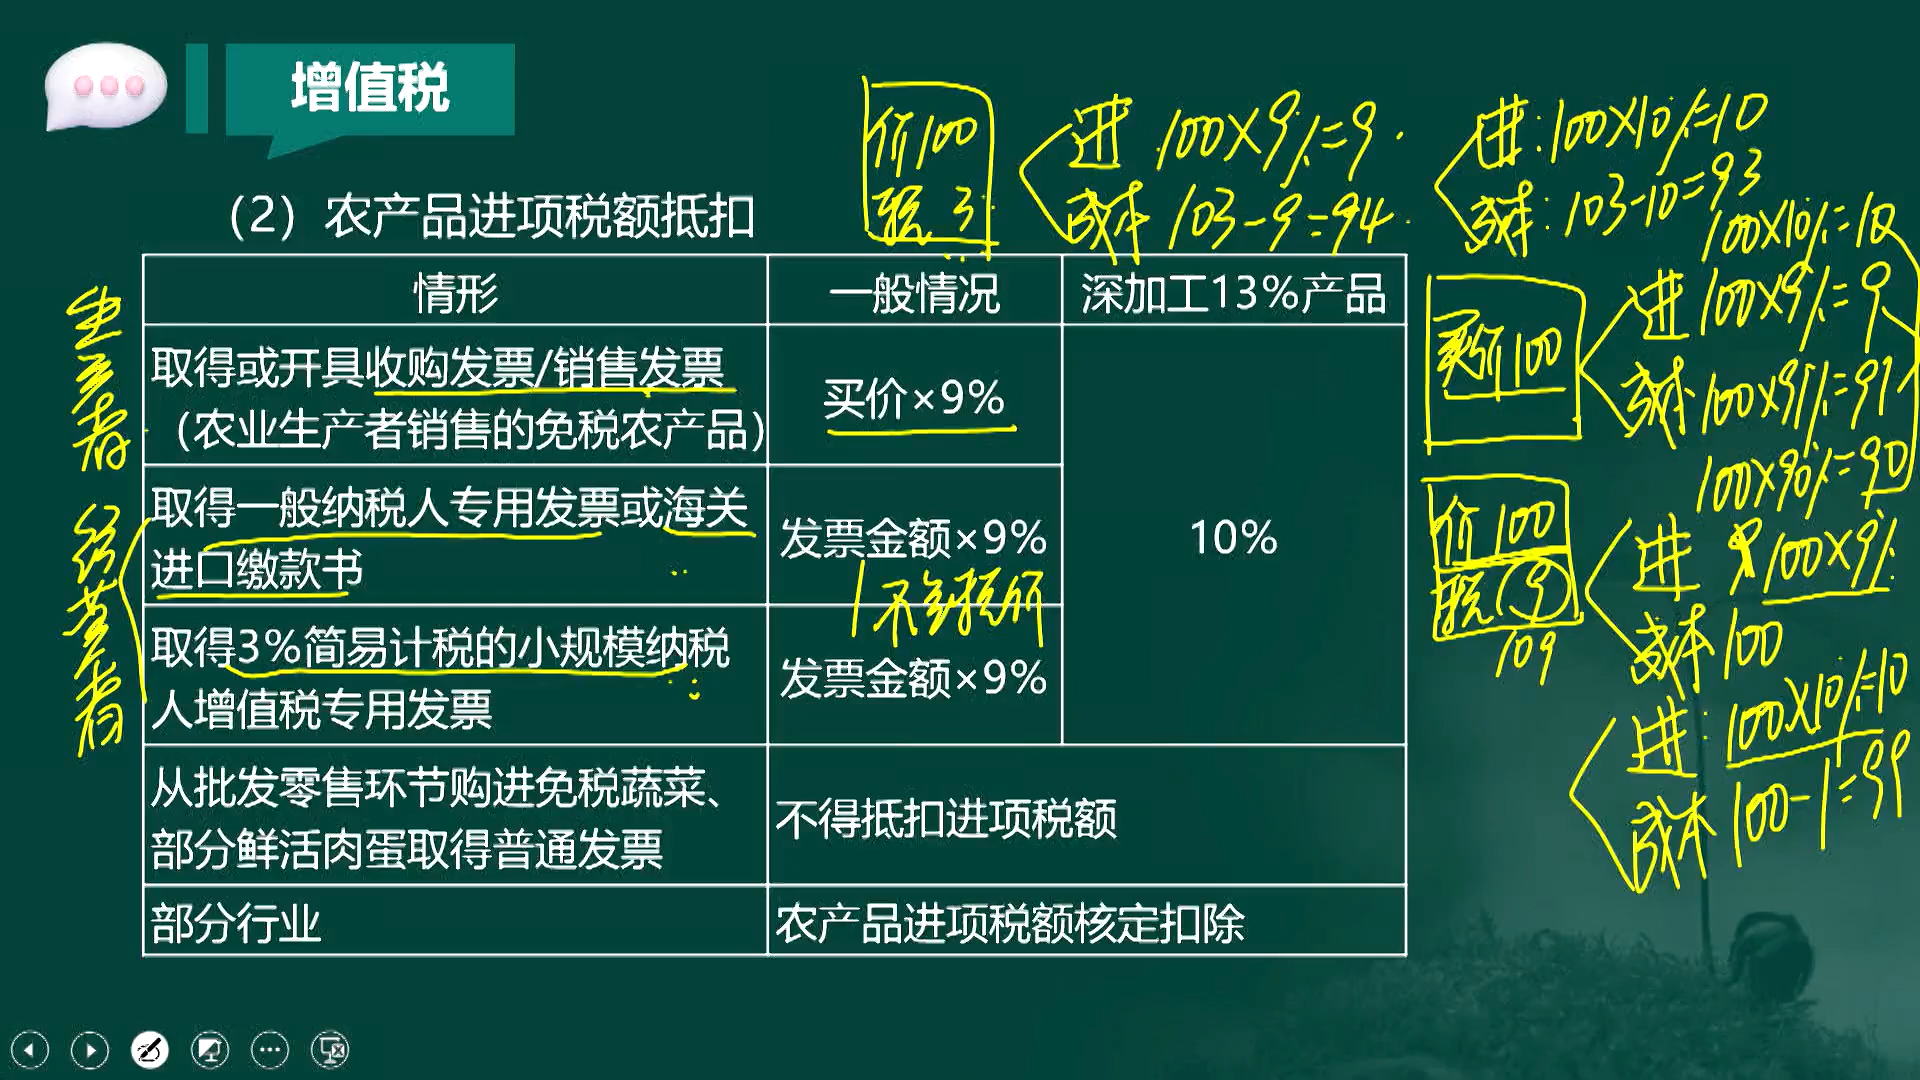 增值税
（2）农产品进项税额抵扣
情形
一般情况
深加工13%产品
取得或开具收购发票/销售发票
（农业生产者销售的免税农产品）
买价×9%
10%
取得一般纳税人专用发票或海关
进口缴款书
发票金额×9%
取得3%简易计税的小规模纳税
人增值税专用发票
发票金额×9%
从批发零售环节购进免税蔬菜、
部分鲜活肉蛋取得普通发票
不得抵扣进项税额
部分行业
农产品进项税额核定扣除
生产者
经营者
不含税价
价100
税 3
进 100×9%=9
成本 103-9=94
进:100×10%=10
成本:103-10=93
买价100
100×10%=10
进 100×9%=9
成本 100×91%=91
100×90%=90
价 100
税(9)
109
进 9 100×9%
成本 100
进: 100×10%=10
成本 100-1=99